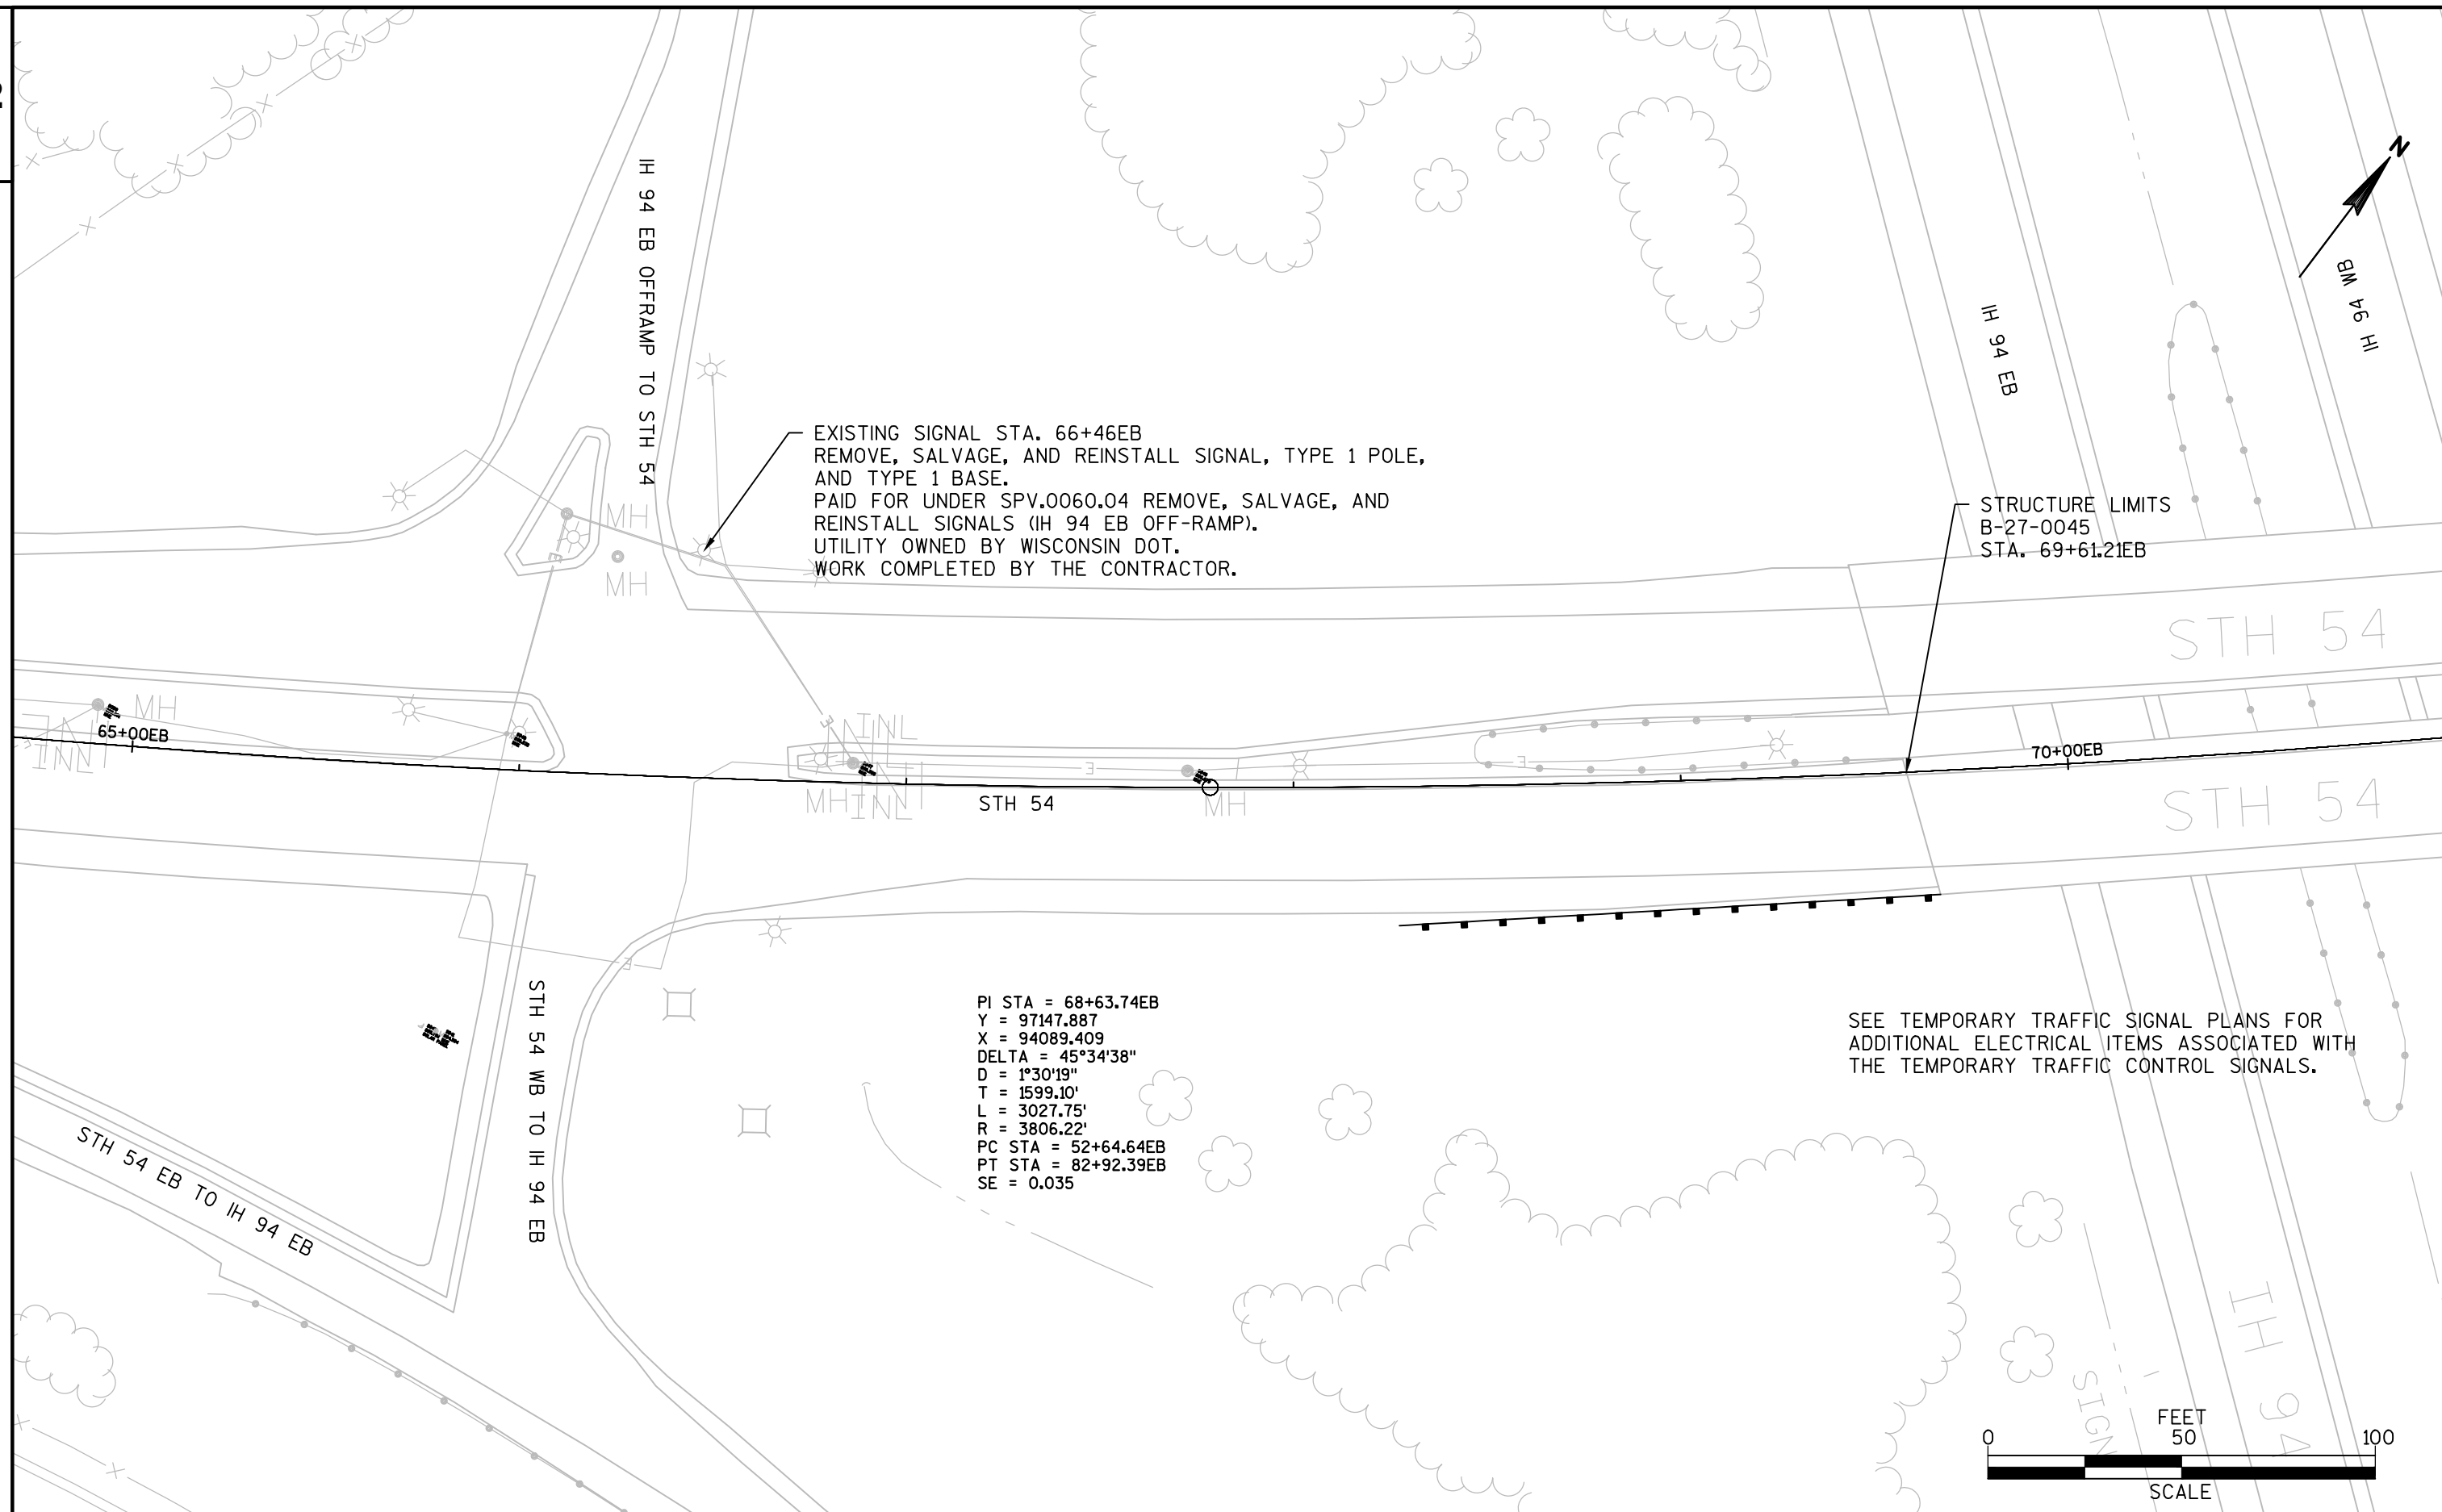 IH 94 EB OFFRAMP TO STH 54
N
IH 94 WB
IH 94 EB
EXISTING SIGNAL STA. 66+46EB
REMOVE, SALVAGE, AND REINSTALL SIGNAL, TYPE 1 POLE,
AND TYPE 1 BASE.
PAID FOR UNDER SPV.0060.04 REMOVE, SALVAGE, AND
REINSTALL SIGNALS (IH 94 EB OFF-RAMP).
UTILITY OWNED BY WISCONSIN DOT.
WORK COMPLETED BY THE CONTRACTOR.
STRUCTURE LIMITS
B-27-0045
STA. 69+61.21EB
MH
MH
E
STH 54
MH
65+00EB
INL
INL
E
INL
70+00EB
E
E
MH
INL
STH 54
MH
STH 54
E
STH 54 WB TO IH 94 EB
PI STA = 68+63.74EB
Y = 97147.887
X = 94089.409
DELTA = 45°34'38"
D = 1°30'19"
T = 1599.10'
L = 3027.75'
R = 3806.22'
PC STA = 52+64.64EB
PT STA = 82+92.39EB
SE = 0.035
SEE TEMPORARY TRAFFIC SIGNAL PLANS FOR
ADDITIONAL ELECTRICAL ITEMS ASSOCIATED WITH
THE TEMPORARY TRAFFIC CONTROL SIGNALS.
STH 54 EB TO IH 94 EB
IH 94
SIGN
FEET
0 50 100
SCALE